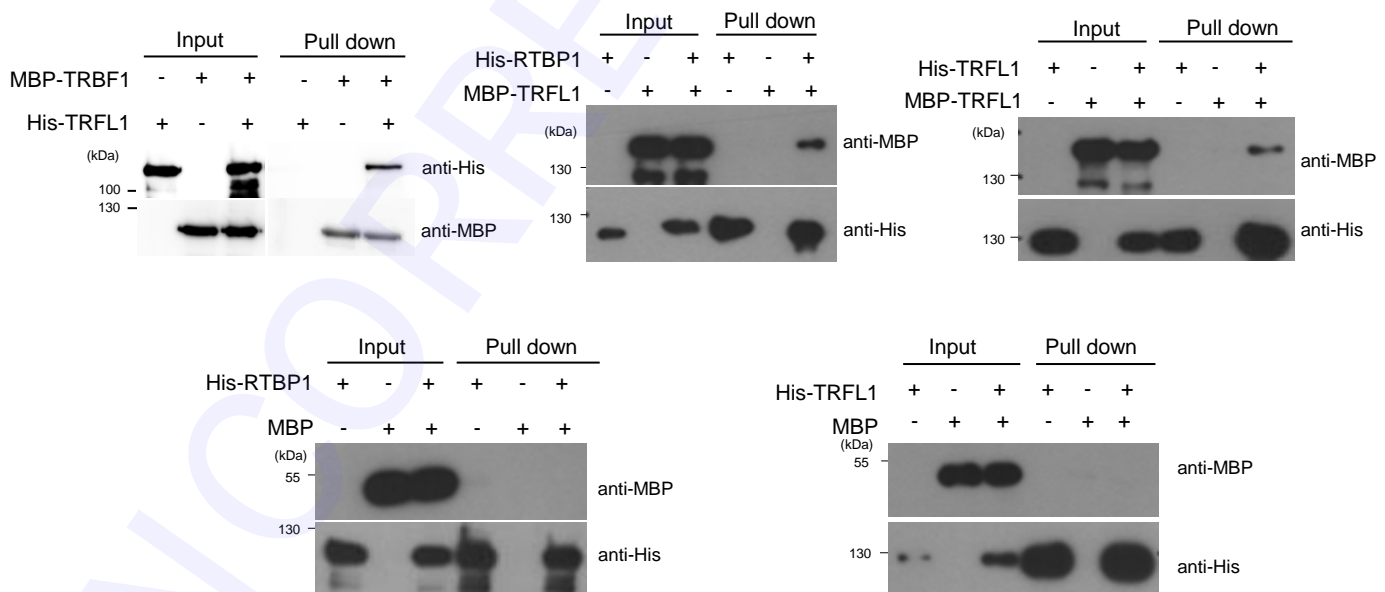 Input Pull down
MBP-TRBF1 - + + - + +
His-TRFL1 + - + + - +
(kDa)
100
130
anti-His
anti-MBP
Input Pull down
His-RTBP1 + - + + - +
MBP-TRFL1 - + + - + +
(kDa)
130
anti-MBP
130
anti-His
Input Pull down
His-TRFL1 + - + + - +
MBP-TRFL1 - + + - + +
(kDa)
130
anti-MBP
130
anti-His
Input Pull down
His-RTBP1 + - + + - +
MBP - + + - + +
(kDa)
55
anti-MBP
130
anti-His
Input Pull down
His-TRFL1 + - + + - +
MBP - + + - + +
(kDa)
55
anti-MBP
130
anti-His
NCORRE